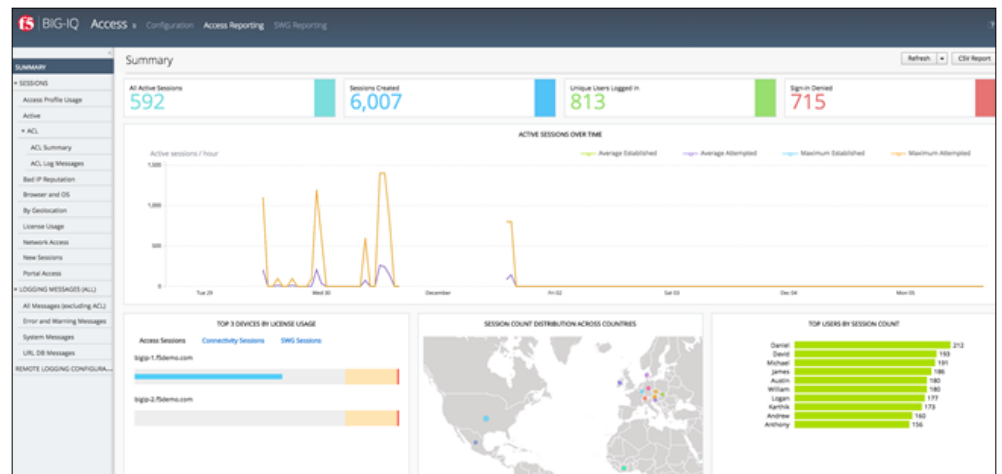 f5 BIG-IQ Access Configuration Access Reporting SWG Reporting
Summary
Refresh CSV Report
SUMMARY
SESSIONS
Access Profile Usage
Active
ACL
ACL Summary
ACL Log Messages
Bad IP Reputation
Browser and OS
By Geolocation
License Usage
Network Access
New Sessions
Portal Access
LOGGING MESSAGES (ALL)
All Messages (excluding ACL)
Error and Warning Messages
System Messages
URL DB Messages
REMOTE LOGGING CONFIGURA...
All Active Sessions
592
Sessions Created
6,007
Unique Users Logged In
813
Sign-in Denied
715
ACTIVE SESSIONS OVER TIME
Active sessions / hour
Average Established Average Attempted Maximum Established Maximum Attempted
1,500
1,000
500
0
Tue 29 Wed 30 December Fri 02 Sat 03 Dec 04 Mon 05
TOP 3 DEVICES BY LICENSE USAGE
Access Sessions Connectivity Sessions SWG Sessions
bigip-1.f5demo.com
bigip-2.f5demo.com
SESSION COUNT DISTRIBUTION ACROSS COUNTRIES
TOP USERS BY SESSION COUNT
Daniel 212
David 193
Michael 191
James 186
Austin 180
William 180
Logan 177
Karthik 173
Andrew 160
Anthony 156